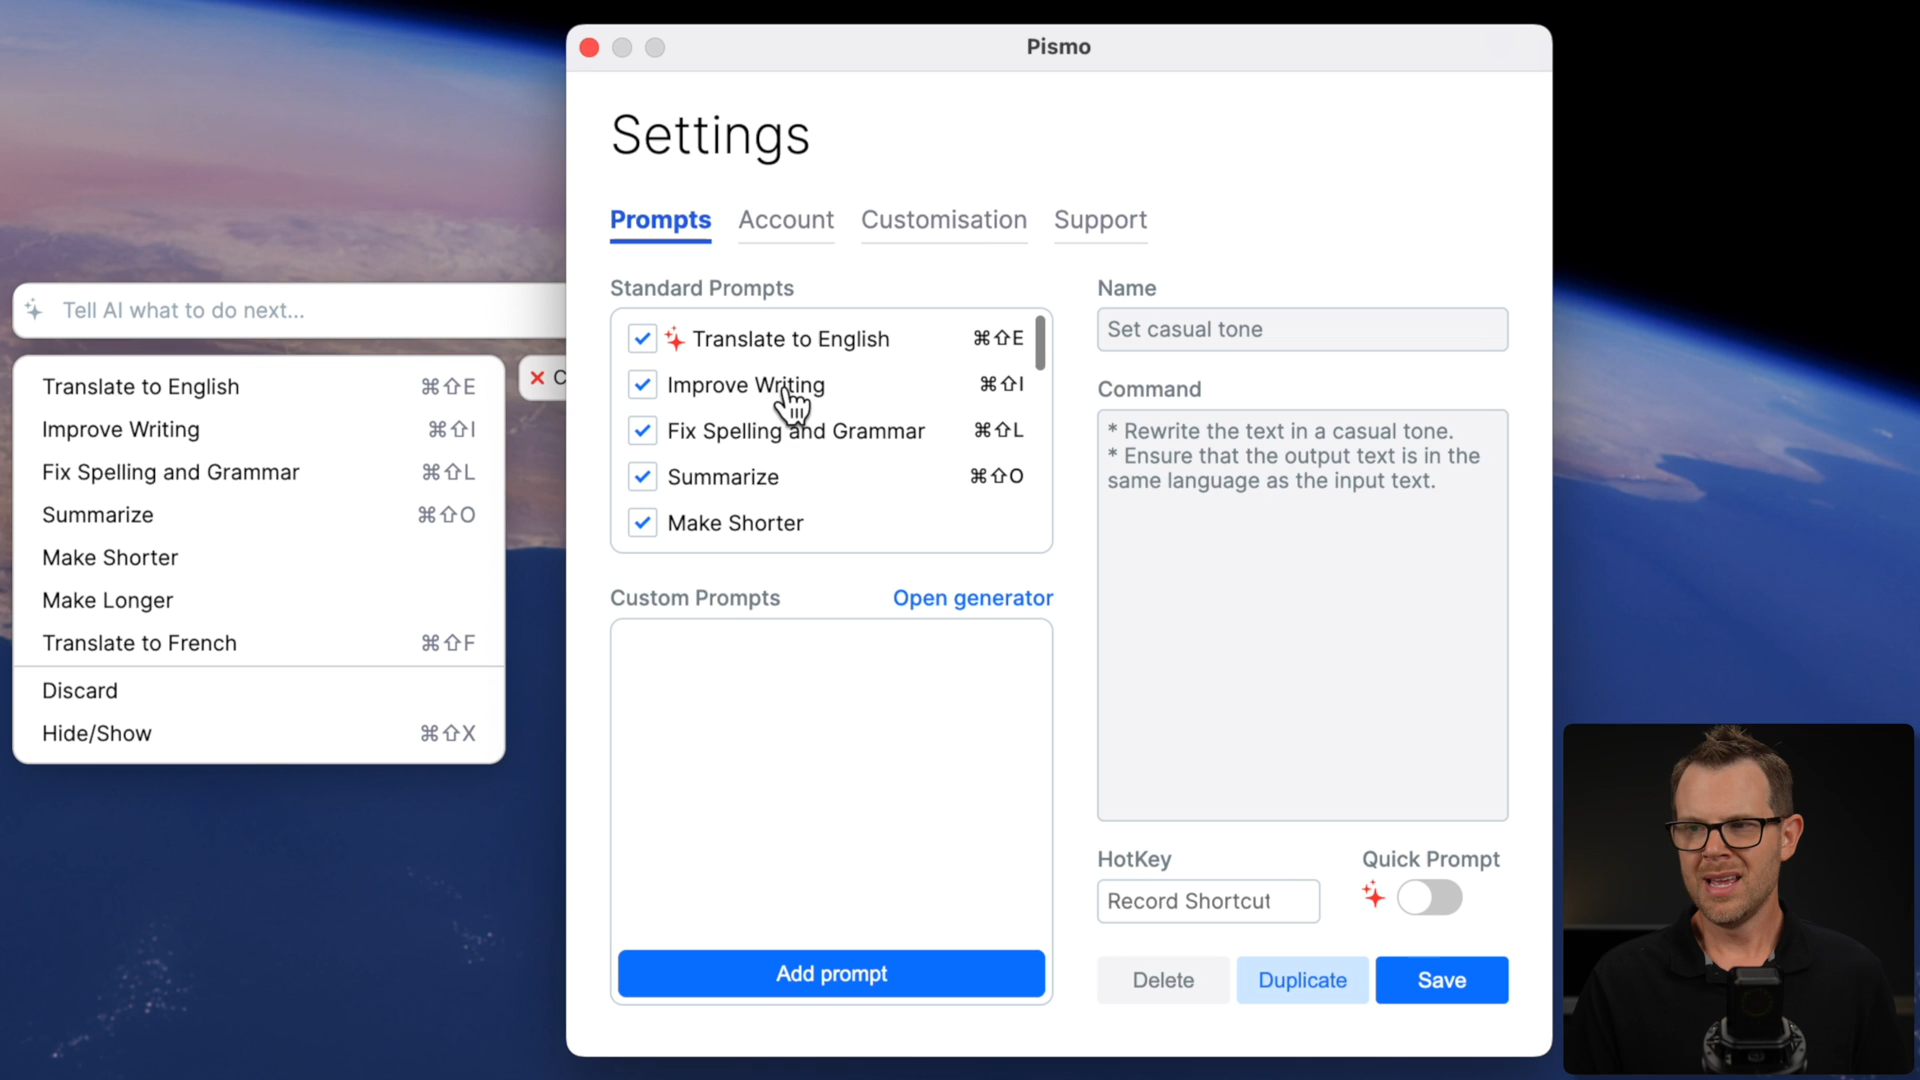 Pismo
Settings
Prompts Account Customisation Support
Standard Prompts
Translate to English ⌘⇧E
Improve Writing ⌘⇧I
Fix Spelling and Grammar ⌘⇧L
Summarize ⌘⇧O
Make Shorter
Custom Prompts Open generator
Add prompt
Name
Set casual tone
Command
* Rewrite the text in a casual tone.
* Ensure that the output text is in the
same language as the input text.
HotKey Quick Prompt
Record Shortcut
Delete Duplicate Save
Tell AI what to do next...
Translate to English ⌘⇧E
Improve Writing ⌘⇧I
Fix Spelling and Grammar ⌘⇧L
Summarize ⌘⇧O
Make Shorter
Make Longer
Translate to French ⌘⇧F
Discard
Hide/Show ⌘⇧X